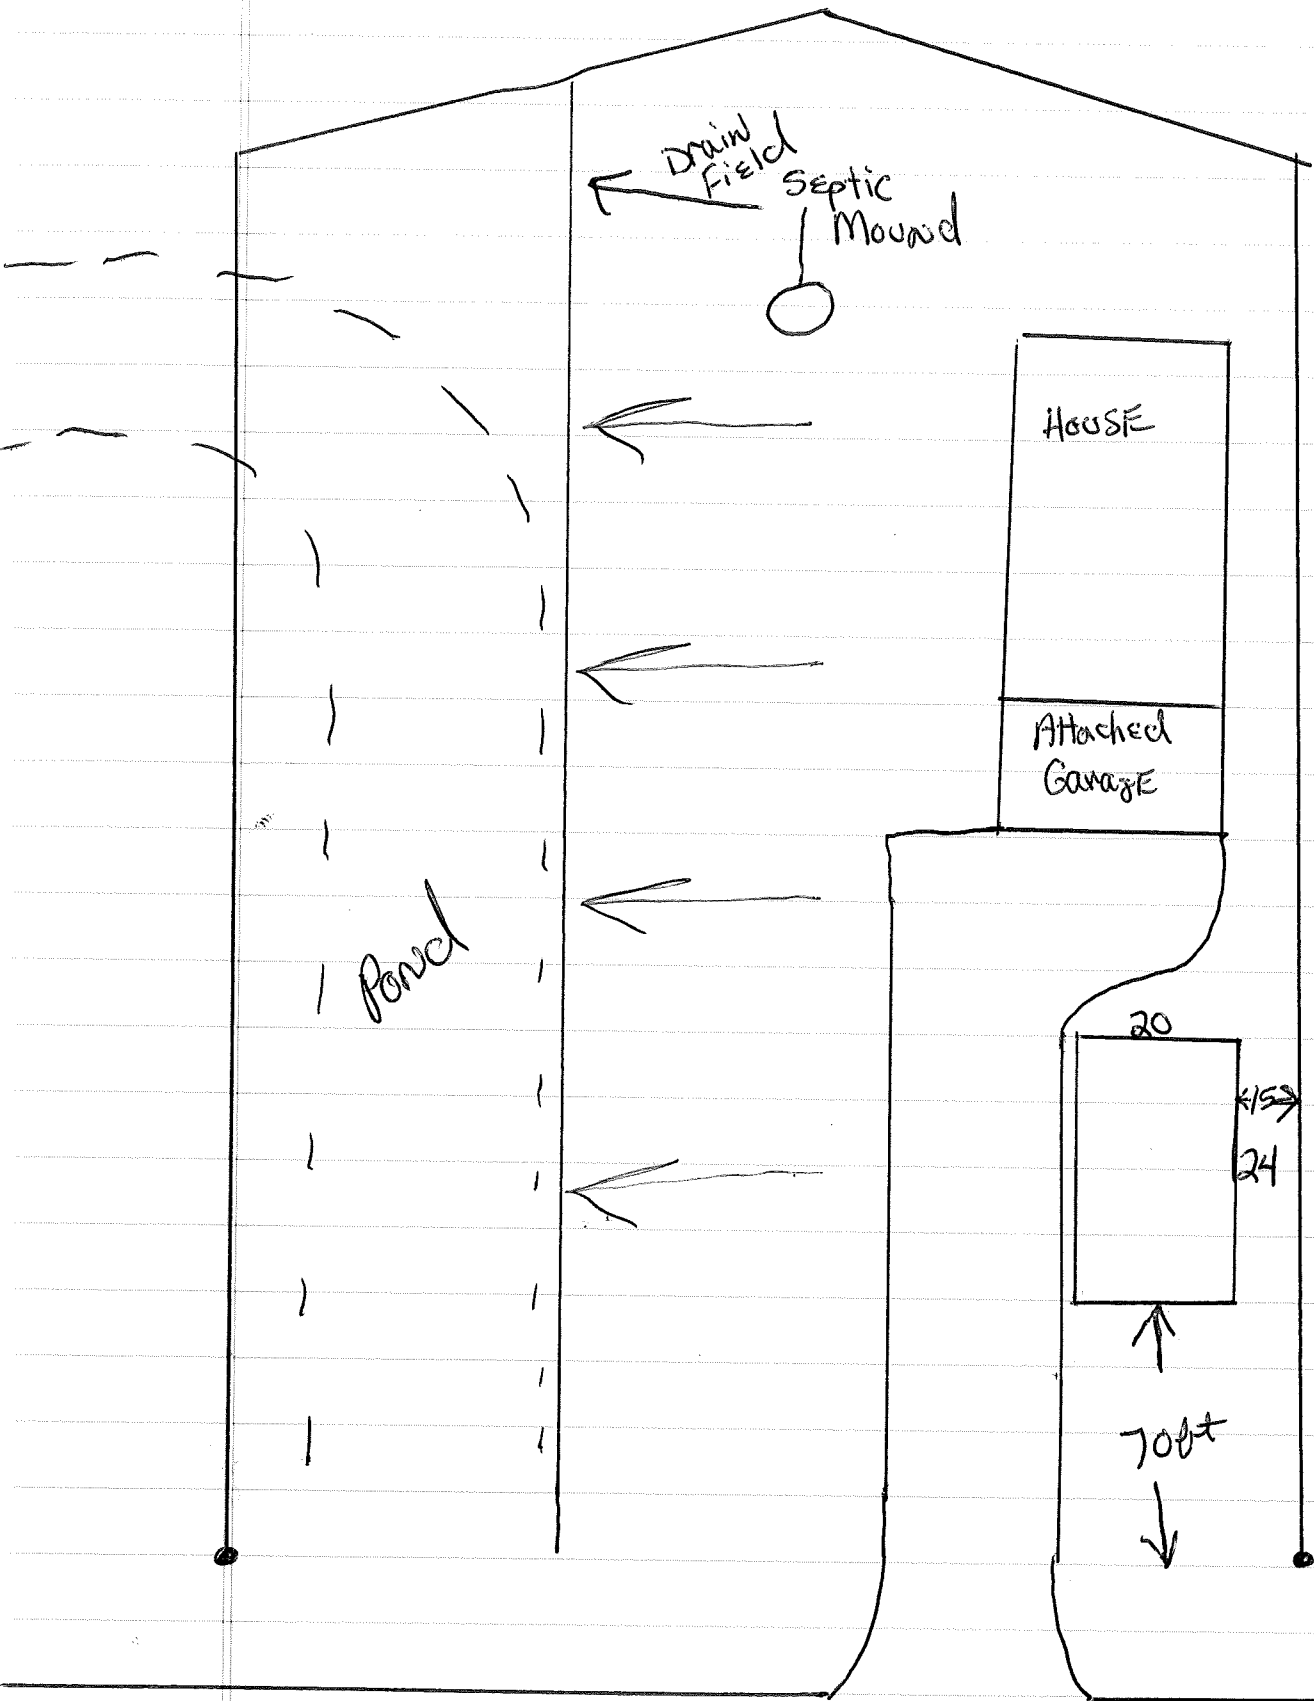 Drain
Field
Septic
Mound
House
Attached
Garage
Pond
20
15
24
70ft